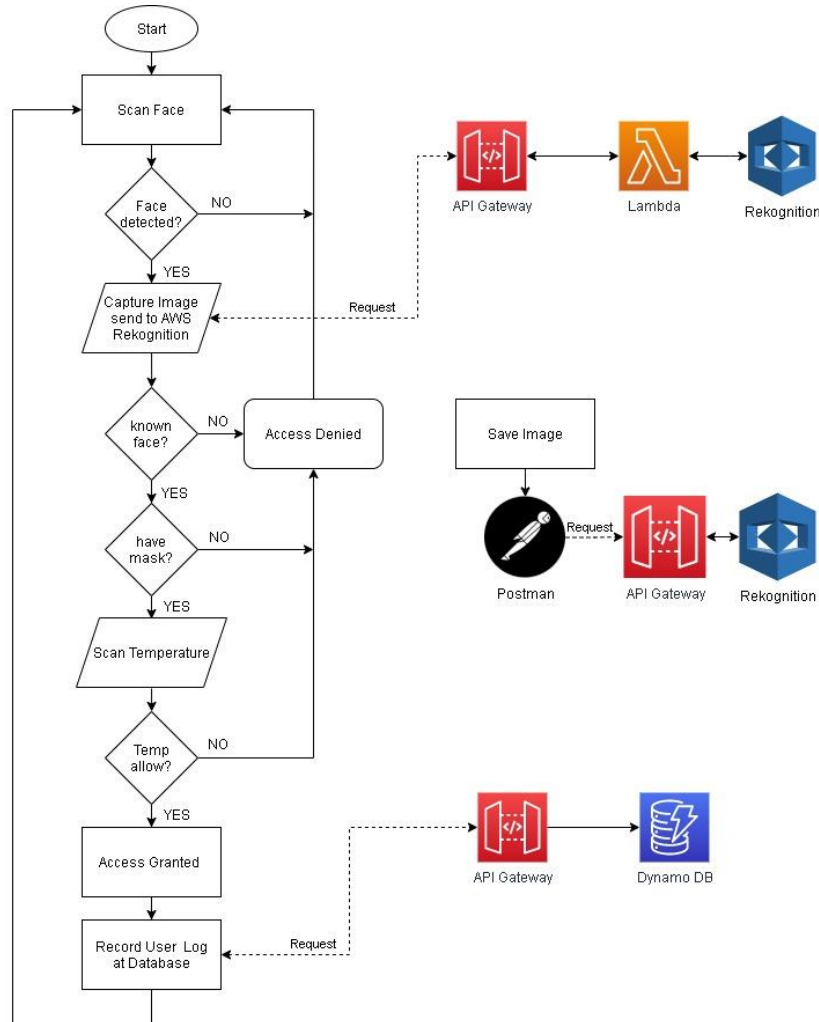 Start
Scan Face
Face
detected?
NO
YES
Capture Image
send to AWS
Rekognition
Request
API Gateway
Lambda
Rekognition
known
face?
NO
Access Denied
YES
have
mask?
NO
YES
Scan Temperature
Temp
allow?
NO
YES
Access Granted
Record User Log
at Database
Request
Save Image
Postman
Request
API Gateway
Rekognition
API Gateway
Dynamo DB